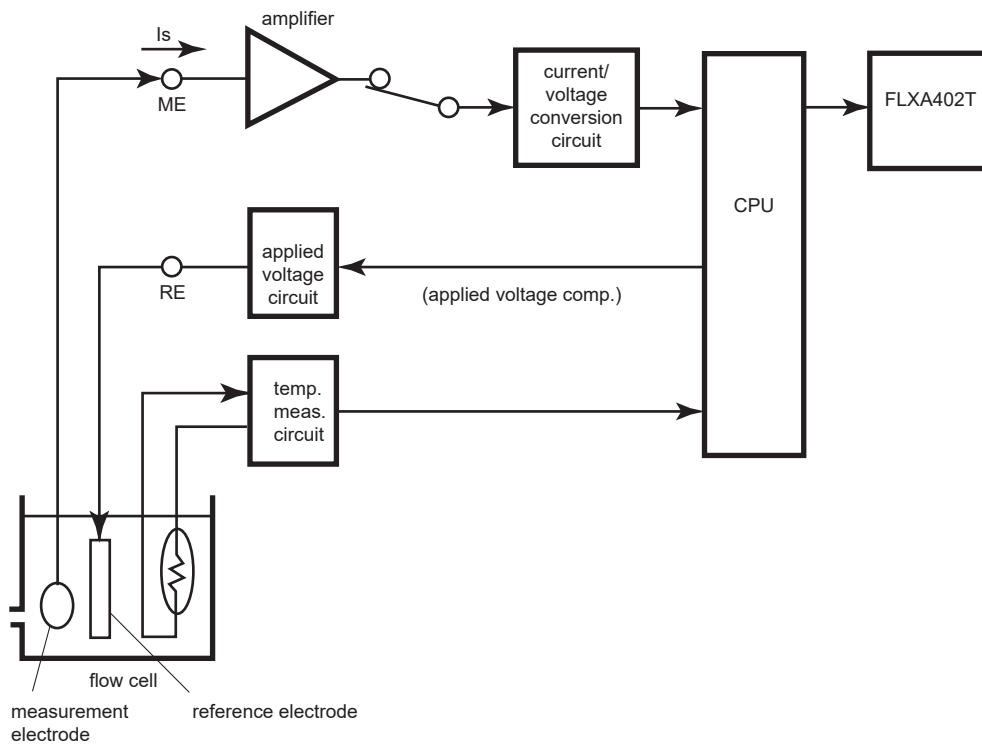 amplifier
Is
ME
current/
voltage
conversion
circuit
FLXA402T
CPU
applied
voltage
circuit
RE
(applied voltage comp.)
temp.
meas.
circuit
flow cell
measurement
electrode
reference electrode